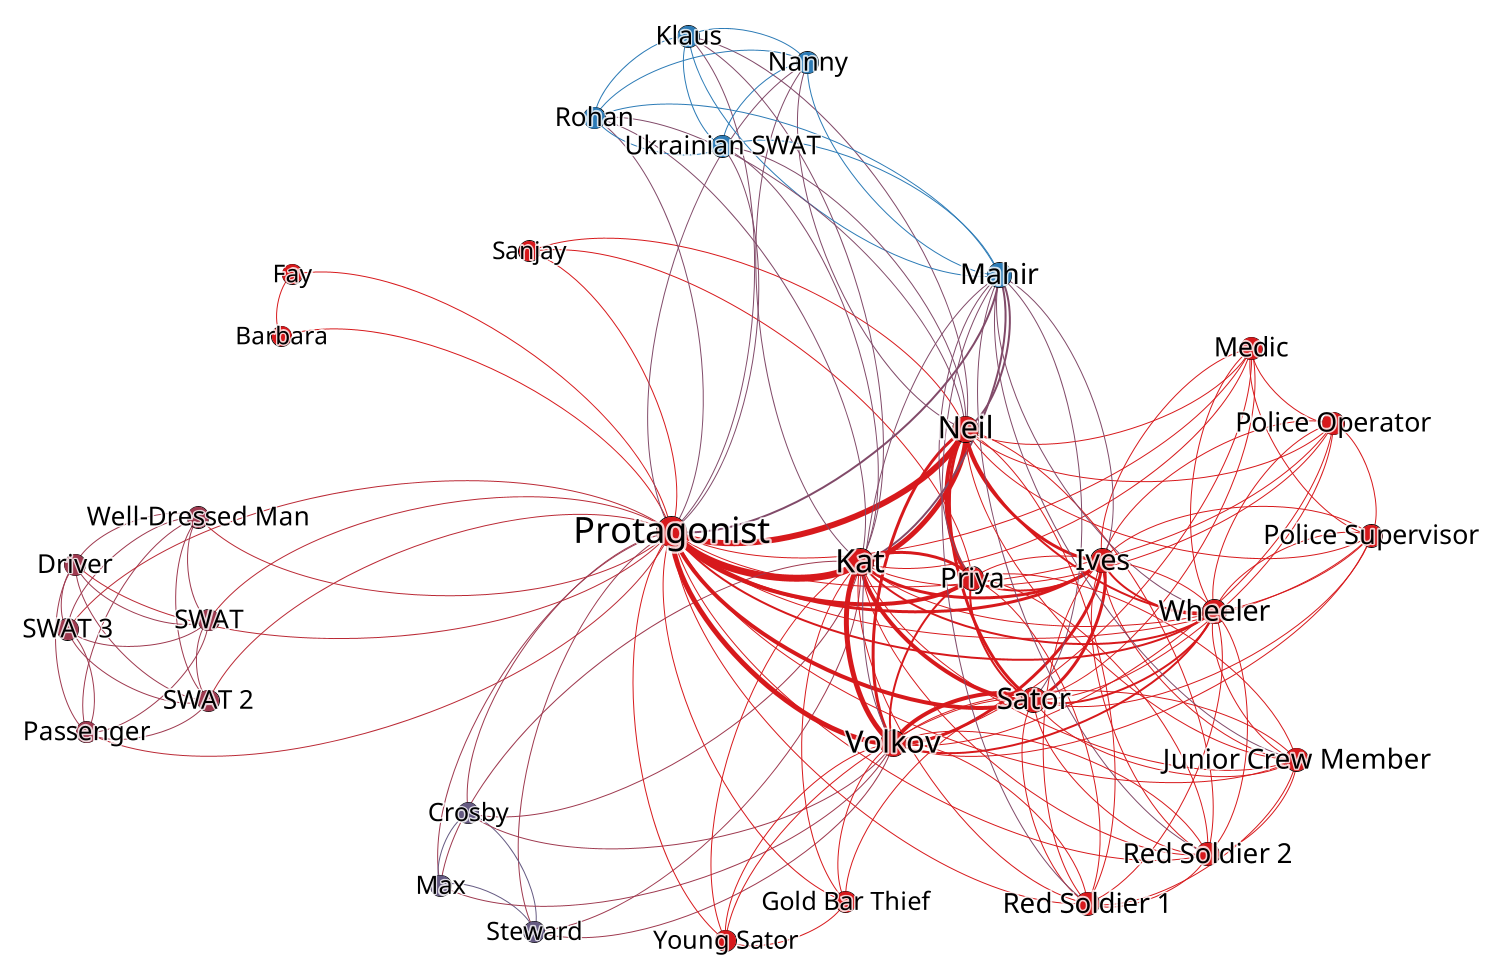 Klaus
Nanny
Rohan
Ukrainian SWAT
Sanjay
Fay
Mahir
Barbara
Medic
Police Operator
Neil
Well-Dressed Man
Protagonist
Police Supervisor
Driver
Kat
Ives
Priya
Wheeler
SWAT
SWAT 3
SWAT 2
Sator
Passenger
Volkov
Junior Crew Member
Crosby
Red Soldier 2
Max
Gold Bar Thief
Red Soldier 1
Steward
Young Sator